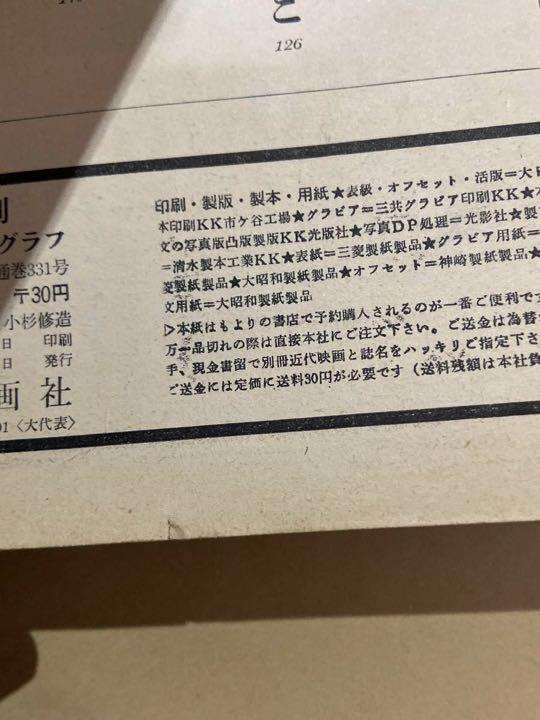 こ
126
印刷・製版・製本・用紙★表級・オフセット・活版=大日
本印刷KK市ケ谷工場★グラビア=三共グラビア印刷KK★本
文の写真版凸版製版KK光版社★写真DP処理=光影社★製
=清水製本工業KK★表紙=三菱製紙製品★グラビア用紙=
菱製紙製品★大昭和製紙製品★オフセット=神崎製紙製品★
文用紙=大昭和製紙製品
▷本紙はもよりの書店で予約購入されるのが一番ご便利で
万一品切れの際は直接本社にご注文下さい。ご送金は為替
手、現金書留で別冊近代映画と誌名をハッキリご指定下さ
ご送金には定価に送料30円が必要です（送料残額は本社負
グラフ
通巻331号
〒30円
小杉修造
日 印刷
日 発行
画社
01〈大代表〉